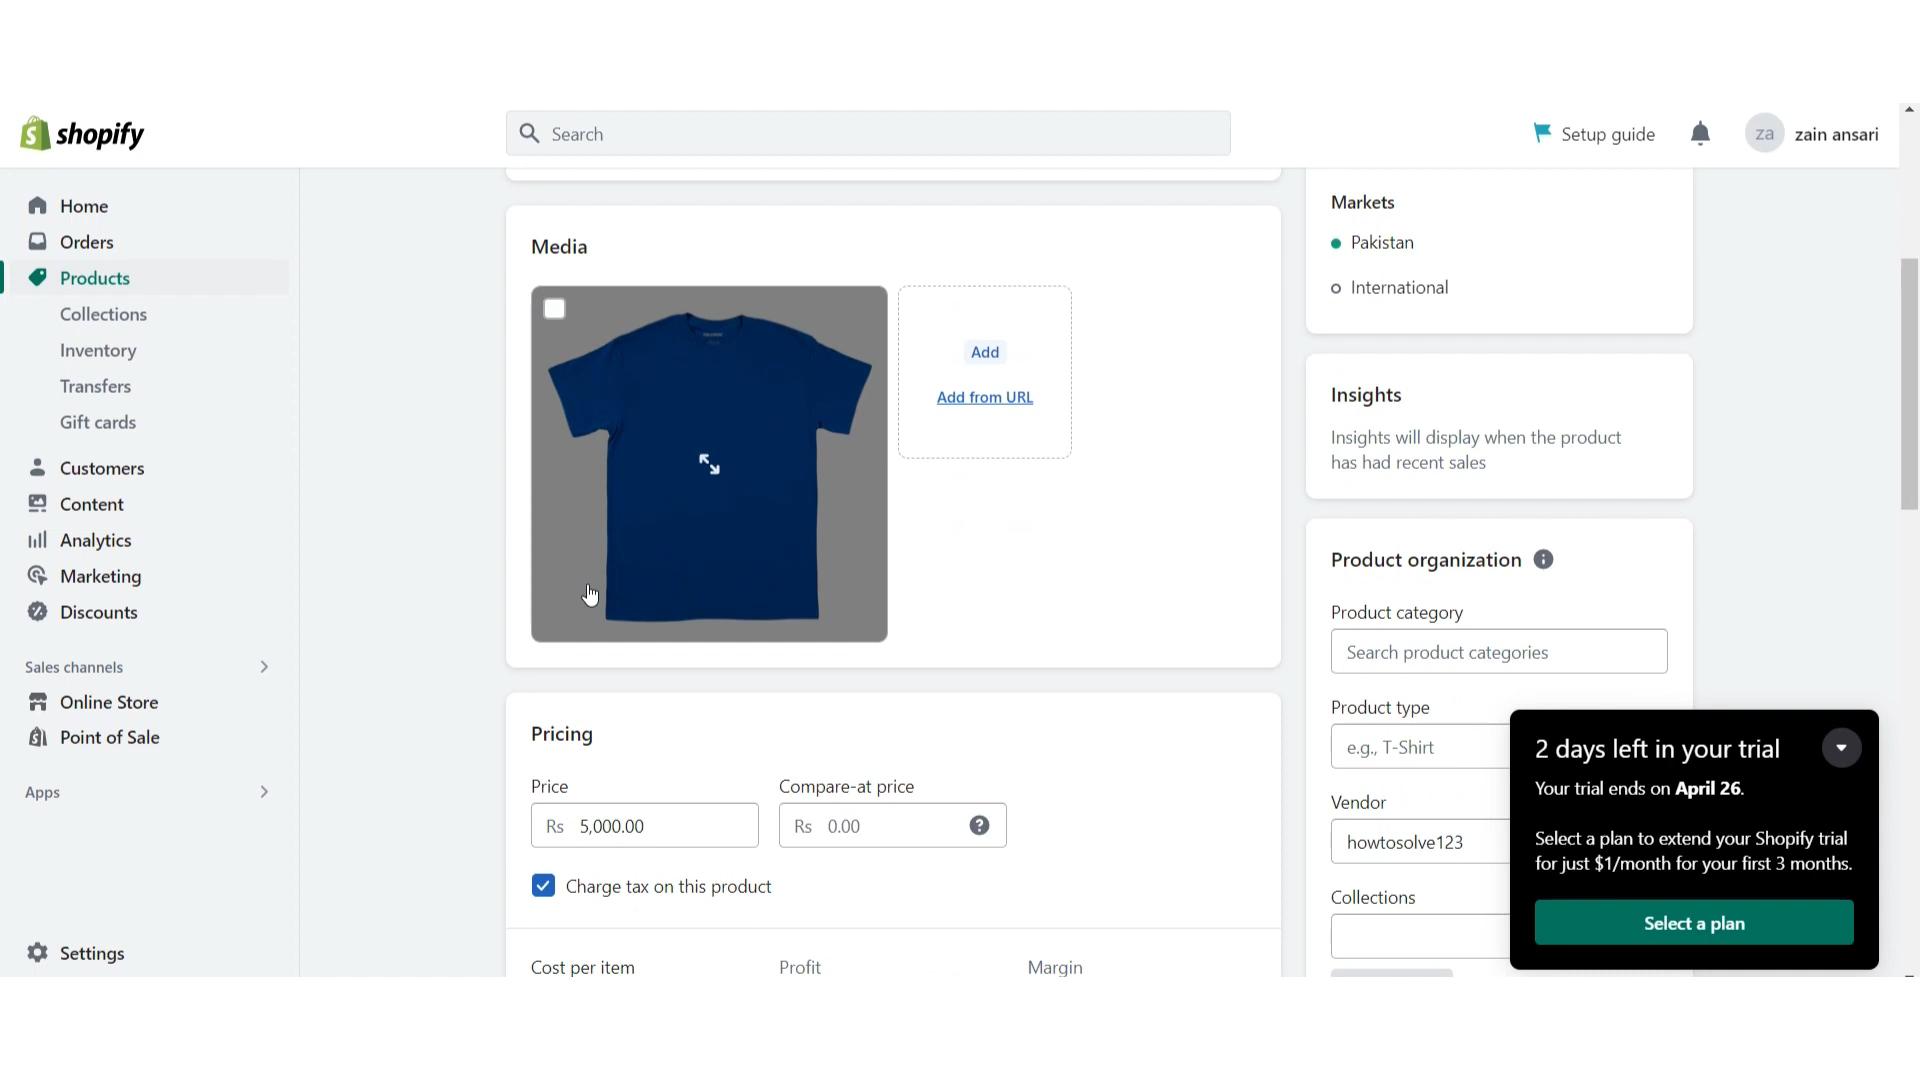 shopify
Search
Setup guide
za
zain ansari
Home
Orders
Products
Collections
Inventory
Transfers
Gift cards
Customers
Content
Analytics
Marketing
Discounts
Sales channels
Online Store
Point of Sale
Apps
Settings
Media
Add
Add from URL
Pricing
Price
Compare-at price
Rs 5,000.00
Rs 0.00
Charge tax on this product
Cost per item
Profit
Margin
Markets
Pakistan
International
Insights
Insights will display when the product
has had recent sales
Product organization
Product category
Search product categories
Product type
e.g., T-Shirt
Vendor
howtosolve123
Collections
2 days left in your trial
Your trial ends on April 26.
Select a plan to extend your Shopify trial
for just $1/month for your first 3 months.
Select a plan